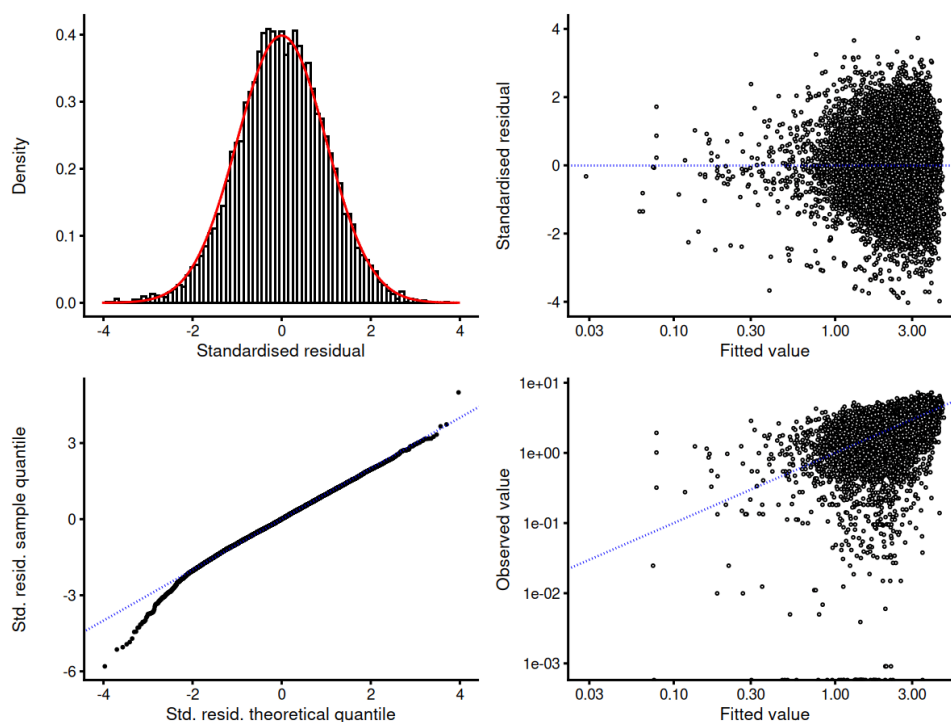 0.4
0.3
0.2
0.1
0.0
Density
-4 -2 0 2 4
Standardised residual
4
2
0
-2
-4
Standardised residual
0.03 0.10 0.30 1.00 3.00
Fitted value
3
0
-3
-6
Std. resid. sample quantile
-4 -2 0 2 4
Std. resid. theoretical quantile
1e+01
1e+00
1e-01
1e-02
1e-03
Observed value
0.03 0.10 0.30 1.00 3.00
Fitted value